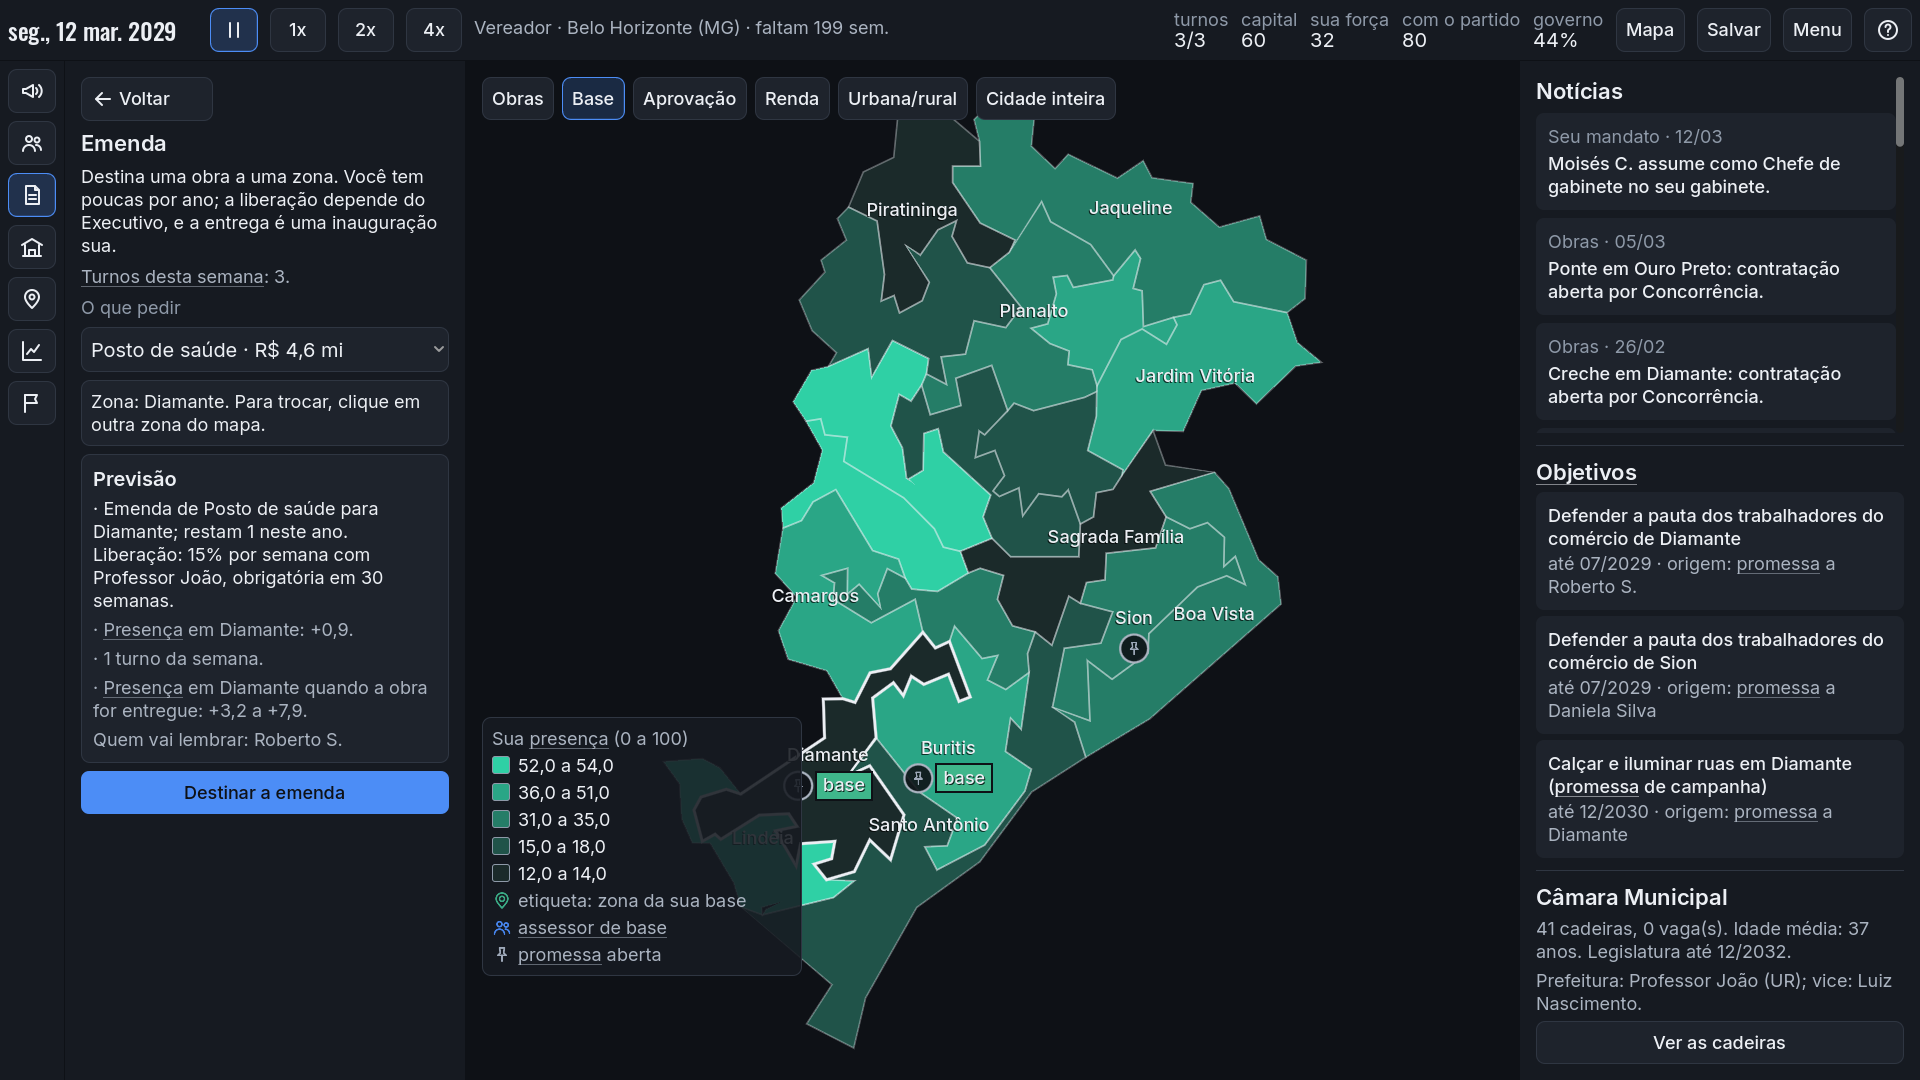 seg., 12 mar. 2029
1x
2x
4x
Vereador · Belo Horizonte (MG) · faltam 199 sem.
turnos
3/3
capital
60
sua força
32
com o partido
80
governo
44%
Mapa
Salvar
Menu
Voltar
Emenda
Destina uma obra a uma zona. Você tem
poucas por ano; a liberação depende do
Executivo, e a entrega é uma inauguração
sua.
Turnos desta semana: 3.
O que pedir
Posto de saúde · R$ 4,6 mi
Zona: Diamante. Para trocar, clique em
outra zona do mapa.
Previsão
· Emenda de Posto de saúde para
Diamante; restam 1 neste ano.
Liberação: 15% por semana com
Professor João, obrigatória em 30
semanas.
· Presença em Diamante: +0,9.
· 1 turno da semana.
· Presença em Diamante quando a obra
for entregue: +3,2 a +7,9.
Quem vai lembrar: Roberto S.
Destinar a emenda
Obras
Base
Aprovação
Renda
Urbana/rural
Cidade inteira
Piratininga
Jaqueline
Planalto
Jardim Vitória
Sagrada Família
Camargos
Sion
Boa Vista
Diamante
base
Buritis
base
Santo Antônio
Lindéia
Sua presença (0 a 100)
52,0 a 54,0
36,0 a 51,0
31,0 a 35,0
15,0 a 18,0
12,0 a 14,0
etiqueta: zona da sua base
assessor de base
promessa aberta
Notícias
Seu mandato · 12/03
Moisés C. assume como Chefe de
gabinete no seu gabinete.
Obras · 05/03
Ponte em Ouro Preto: contratação
aberta por Concorrência.
Obras · 26/02
Creche em Diamante: contratação
aberta por Concorrência.
Objetivos
Defender a pauta dos trabalhadores do
comércio de Diamante
até 07/2029 · origem: promessa a
Roberto S.
Defender a pauta dos trabalhadores do
comércio de Sion
até 07/2029 · origem: promessa a
Daniela Silva
Calçar e iluminar ruas em Diamante
(promessa de campanha)
até 12/2030 · origem: promessa a
Diamante
Câmara Municipal
41 cadeiras, 0 vaga(s). Idade média: 37
anos. Legislatura até 12/2032.
Prefeitura: Professor João (UR); vice: Luiz
Nascimento.
Ver as cadeiras